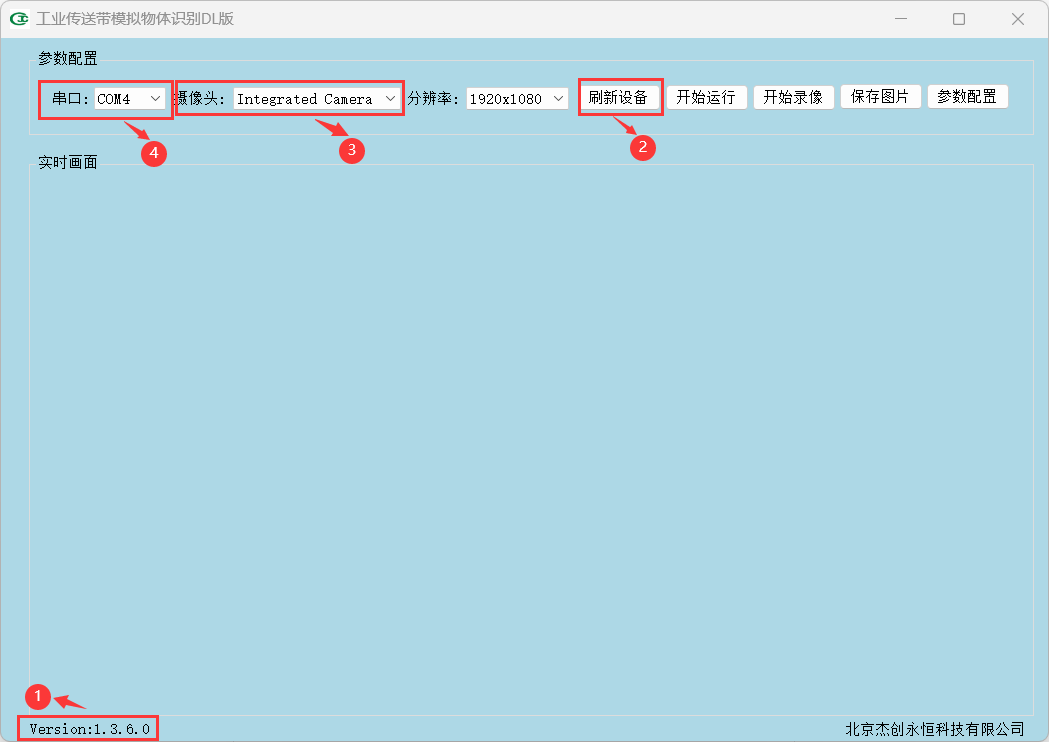 工业传送带模拟物体识别DL版
参数配置
串口: COM4 摄像头: Integrated Camera 分辨率: 1920x1080 刷新设备 开始运行 开始录像 保存图片 参数配置
4 3 2
实时画面
1
Version:1.3.6.0 北京杰创永恒科技有限公司